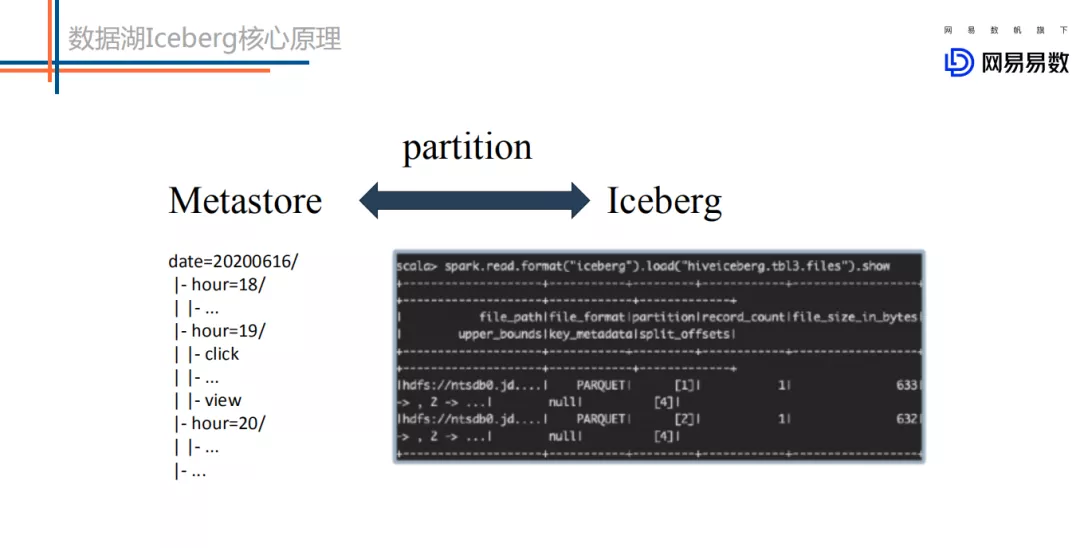 数据湖Iceberg核心原理
网易数帆旗下
网易易数
partition
Metastore
Iceberg
date=20200616/
|- hour=18/
| |- ...
|- hour=19/
| |- click
| |- ...
| |- view
|- hour=20/
| |- ...
|- ...
scala> spark.read.format("iceberg").load("hiveiceberg.tbl3.files").show
+--------------------+-----------+---------+------------+------------------+
+--------------------+------------+-------------+
| file_path|file_format|partition|record_count|file_size_in_bytes|
| upper_bounds|key_metadata|split_offsets|
+--------------------+-----------+---------+------------+------------------+
+--------------------+------------+-------------+
|hdfs://ntsdb0.jd....| PARQUET| [1]| 1| 633|
-> , 2 -> ...| null| [4]|
|hdfs://ntsdb0.jd....| PARQUET| [2]| 1| 632|
-> , 2 -> ...| null| [4]|
+--------------------+-----------+---------+------------+------------------+